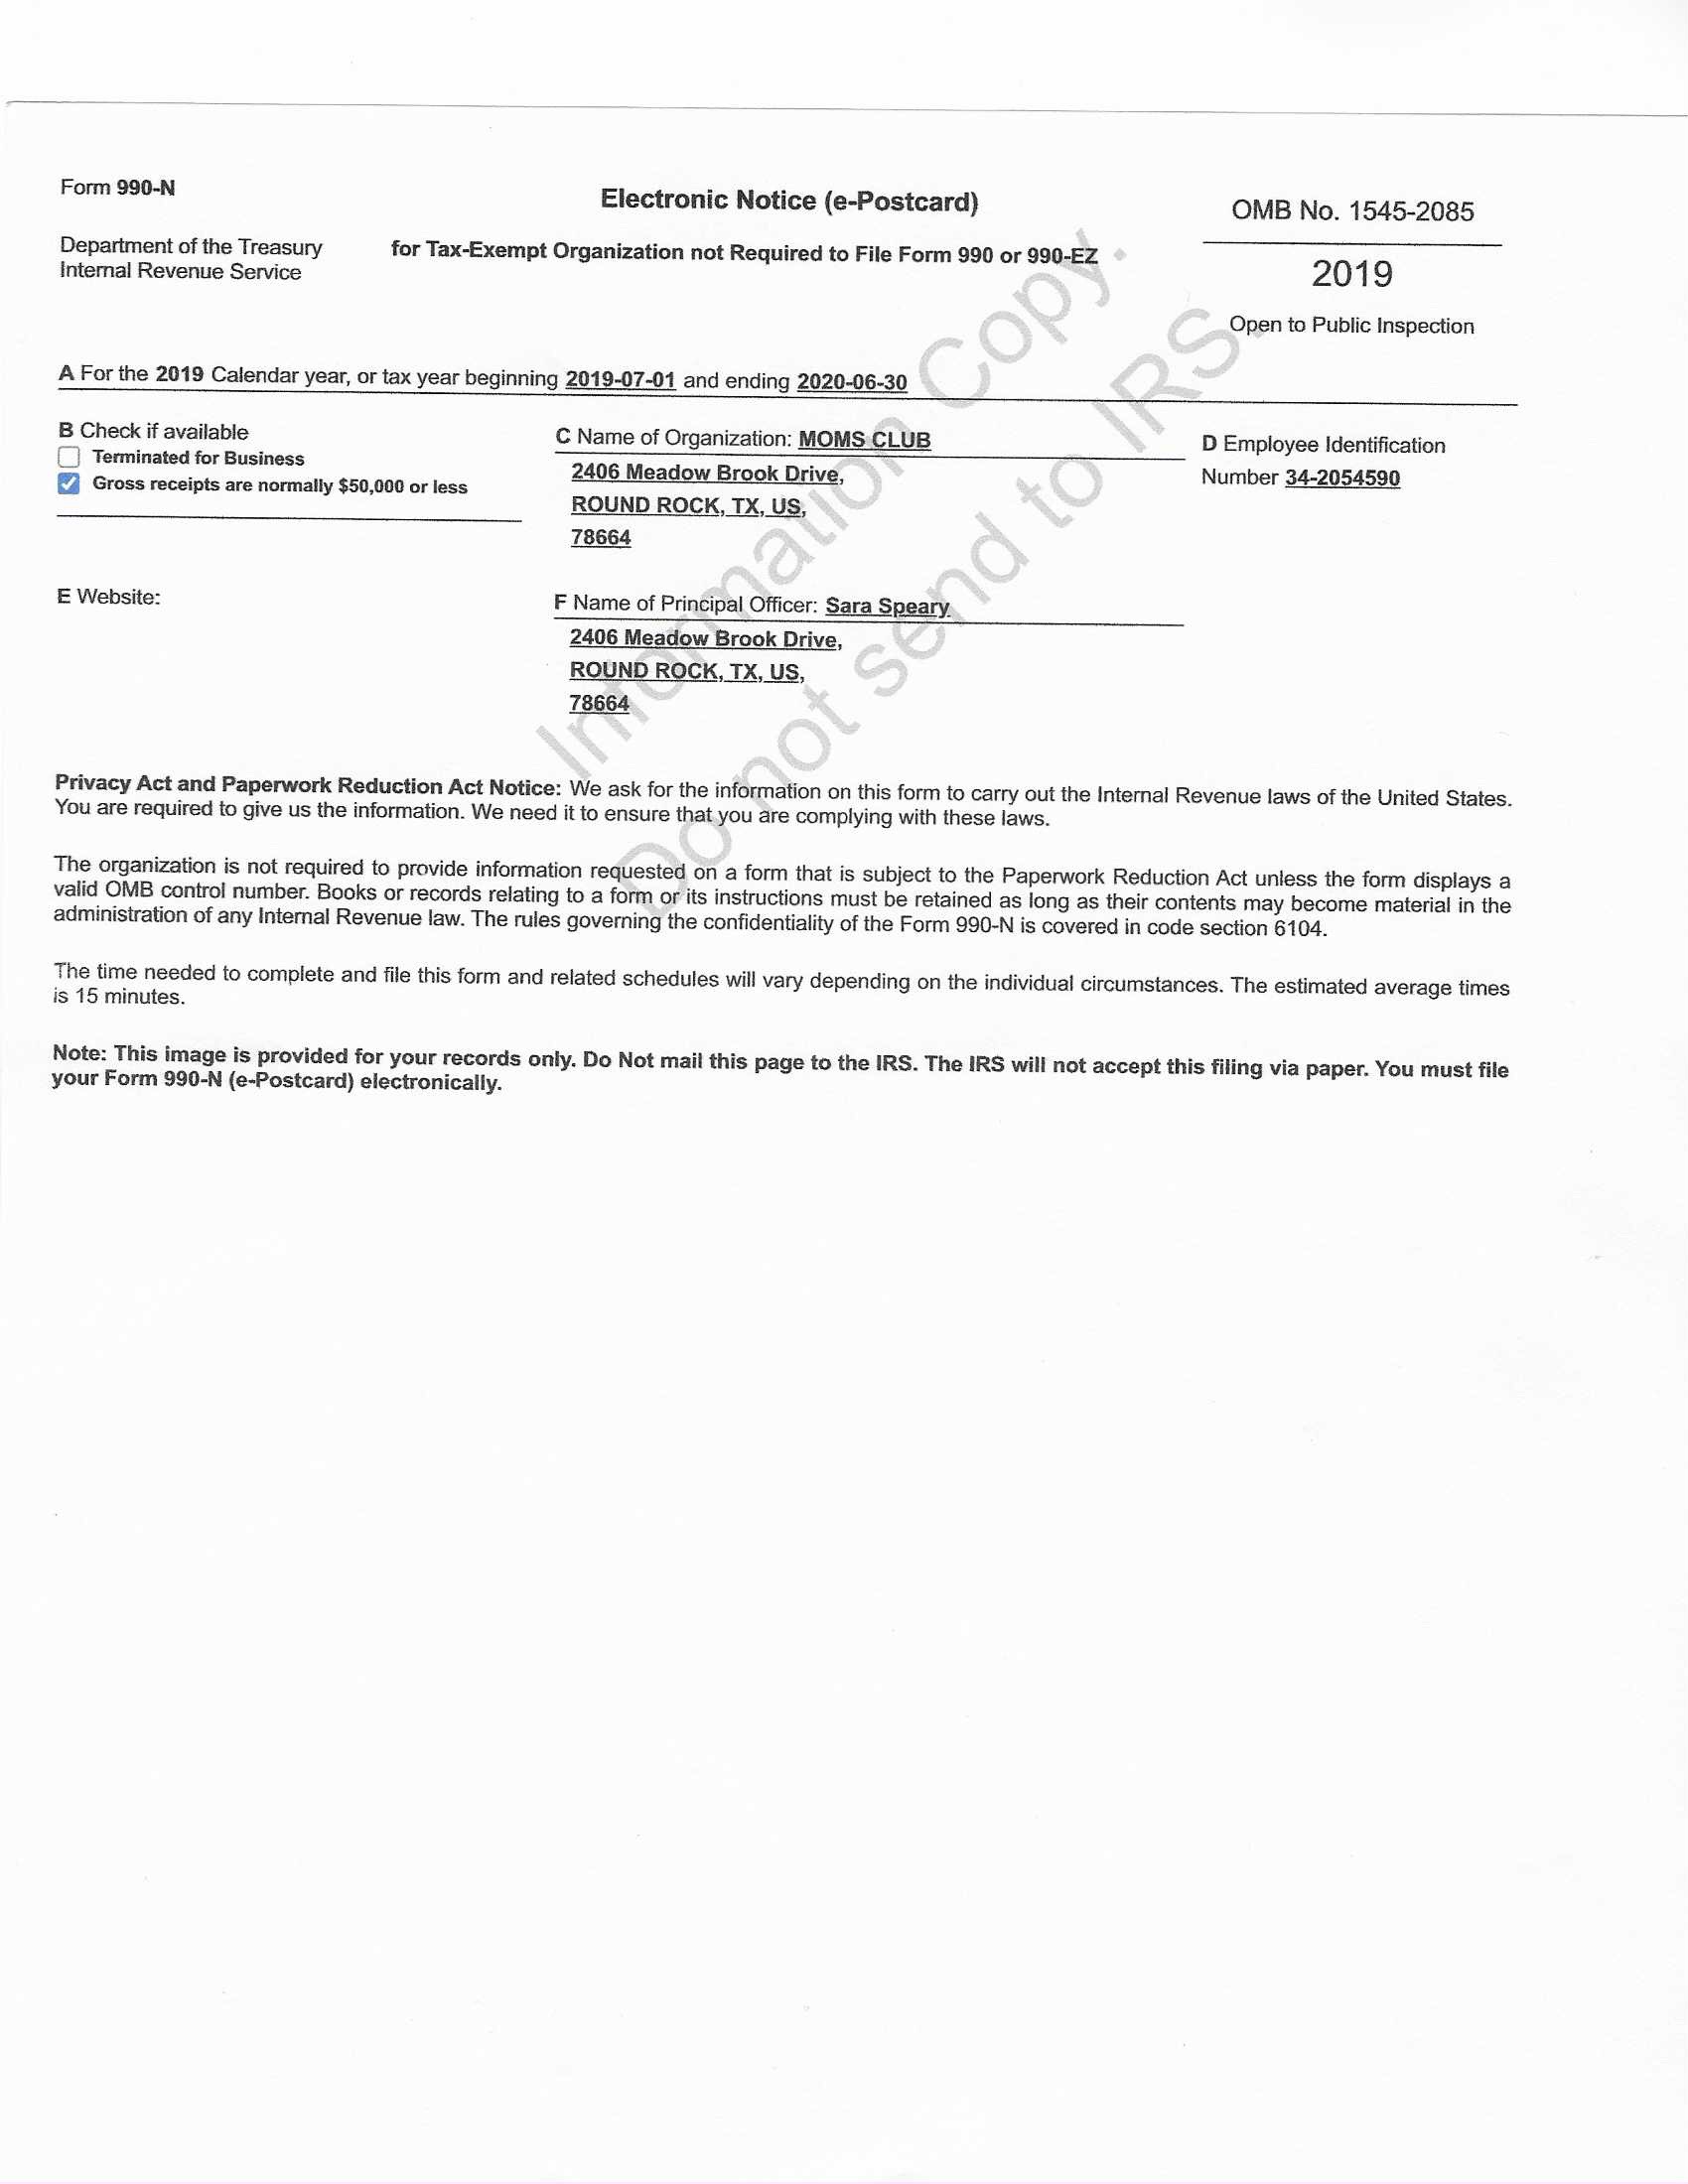 Form 990-N
Electronic Notice (e-Postcard)
OMB No. 1545-2085
Department of the Treasury
Internal Revenue Service
for Tax-Exempt Organization not Required to File Form 990 or 990-EZ
2019
Open to Public Inspection
A For the 2019 Calendar year, or tax year beginning 2019-07-01 and ending 2020-06-30
B Check if available
Terminated for Business
Gross receipts are normally $50,000 or less
C Name of Organization: MOMS CLUB
2406 Meadow Brook Drive,
ROUND ROCK, TX, US,
78664
D Employee Identification
Number 34-2054590
E Website:
F Name of Principal Officer: Sara Speary
2406 Meadow Brook Drive,
ROUND ROCK, TX, US,
78664
Information Copy.
Do not send to IRS.
Privacy Act and Paperwork Reduction Act Notice: We ask for the information on this form to carry out the Internal Revenue laws of the United States.
You are required to give us the information. We need it to ensure that you are complying with these laws.
The organization is not required to provide information requested on a form that is subject to the Paperwork Reduction Act unless the form displays a
valid OMB control number. Books or records relating to a form or its instructions must be retained as long as their contents may become material in the
administration of any Internal Revenue law. The rules governing the confidentiality of the Form 990-N is covered in code section 6104.
The time needed to complete and file this form and related schedules will vary depending on the individual circumstances. The estimated average times
is 15 minutes.
Note: This image is provided for your records only. Do Not mail this page to the IRS. The IRS will not accept this filing via paper. You must file
your Form 990-N (e-Postcard) electronically.